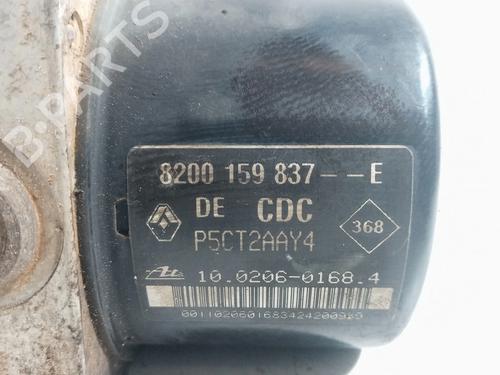 B-PARTS
8200 159 837--E
DE CDC
368
P5CT2AAY4
10.0206-0168.4